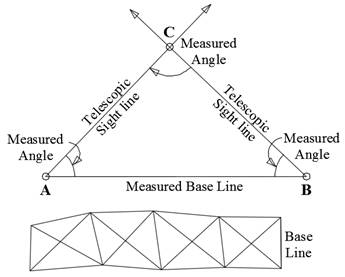 C
Measured
Angle
Telescopic
Sight line
Telescopic
Sight line
Measured
Angle
Measured
Angle
A
Measured Base Line
B
Base
Line